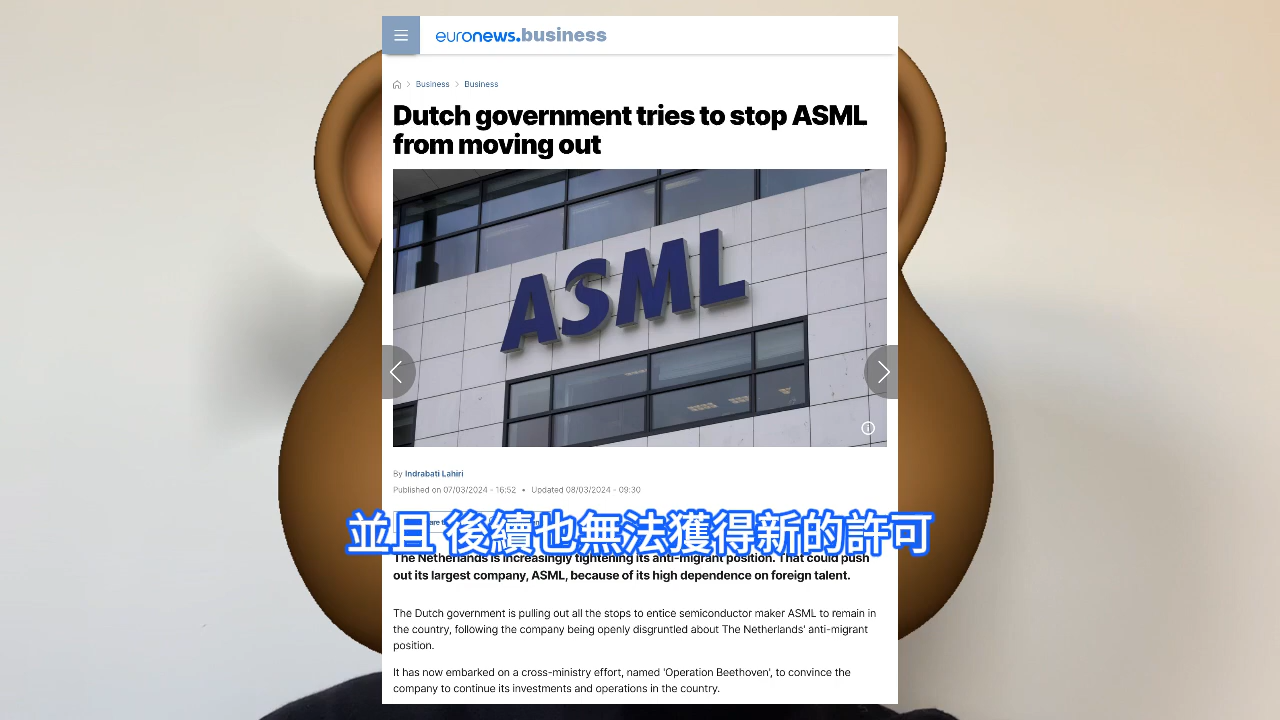 euronews.business
Business
Business
Dutch government tries to stop ASML
from moving out
ASML
By Indrabati Lahiri
Published on 07/03/2024 - 16:52 • Updated 08/03/2024 - 09:30
並且 後續也無法獲得新的許可
The Netherlands is increasingly tightening its anti-migrant position. That could push
out its largest company, ASML, because of its high dependence on foreign talent.
The Dutch government is pulling out all the stops to entice semiconductor maker ASML to remain in
the country, following the company being openly disgruntled about The Netherlands' anti-migrant
position.
It has now embarked on a cross-ministry effort, named 'Operation Beethoven', to convince the
company to continue its investments and operations in the country.